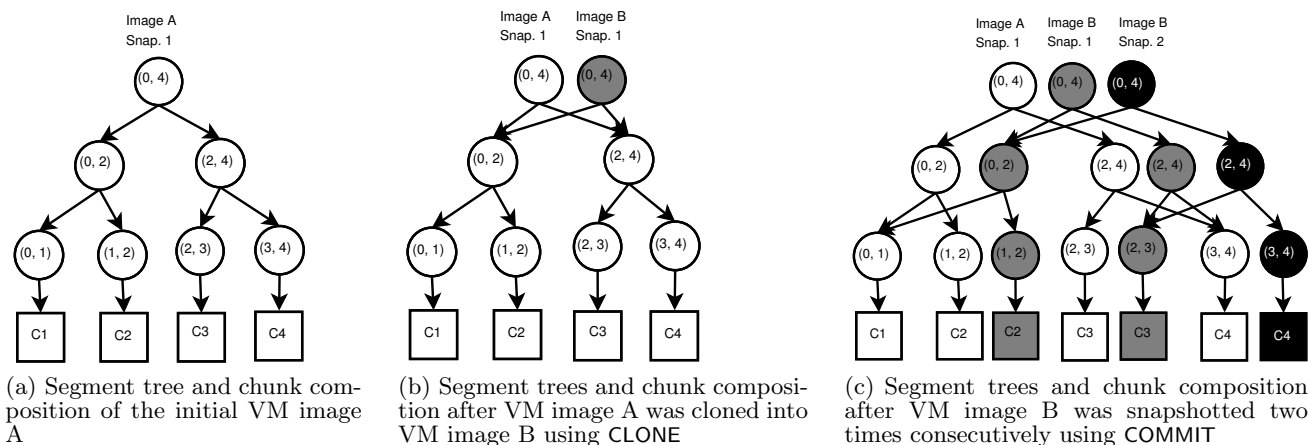 Image A
Snap. 1
(0, 4)
(0, 2)
(2, 4)
(0, 1)
(1, 2)
(2, 3)
(3, 4)
C1
C2
C3
C4
(a) Segment tree and chunk com-
position of the initial VM image
A
Image A
Snap. 1
Image B
Snap. 1
(0, 4)
(0, 4)
(0, 2)
(2, 4)
(0, 1)
(1, 2)
(2, 3)
(3, 4)
C1
C2
C3
C4
(b) Segment trees and chunk composi-
tion after VM image A was cloned into
VM image B using CLONE
Image A
Snap. 1
Image B
Snap. 1
Image B
Snap. 2
(0, 4)
(0, 4)
(0, 4)
(0, 2)
(0, 2)
(2, 4)
(2, 4)
(2, 4)
(0, 1)
(1, 2)
(1, 2)
(2, 3)
(2, 3)
(3, 4)
(3, 4)
C1
C2
C2
C3
C3
C4
C4
(c) Segment trees and chunk composition
after VM image B was snapshotted two
times consecutively using COMMIT